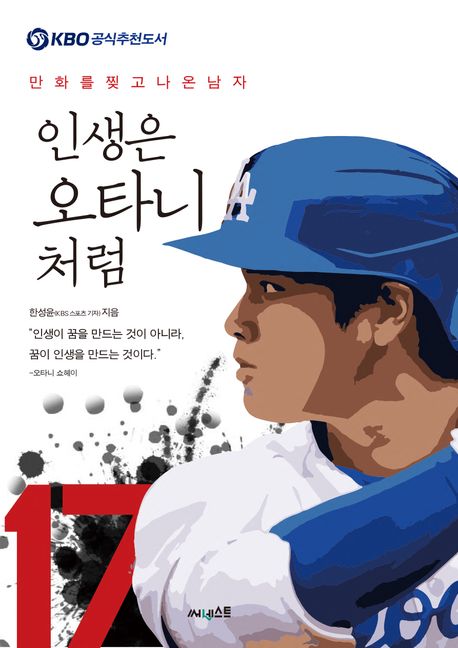 KBO 공식추천도서
만화를찢고나온남자
인생은
오타니
처럼
한성윤(KBS 스포츠 기자) 지음
"인생이 꿈을 만드는 것이 아니라,
꿈이 인생을 만드는 것이다."
-오타니 쇼헤이
LA
17
써네스트